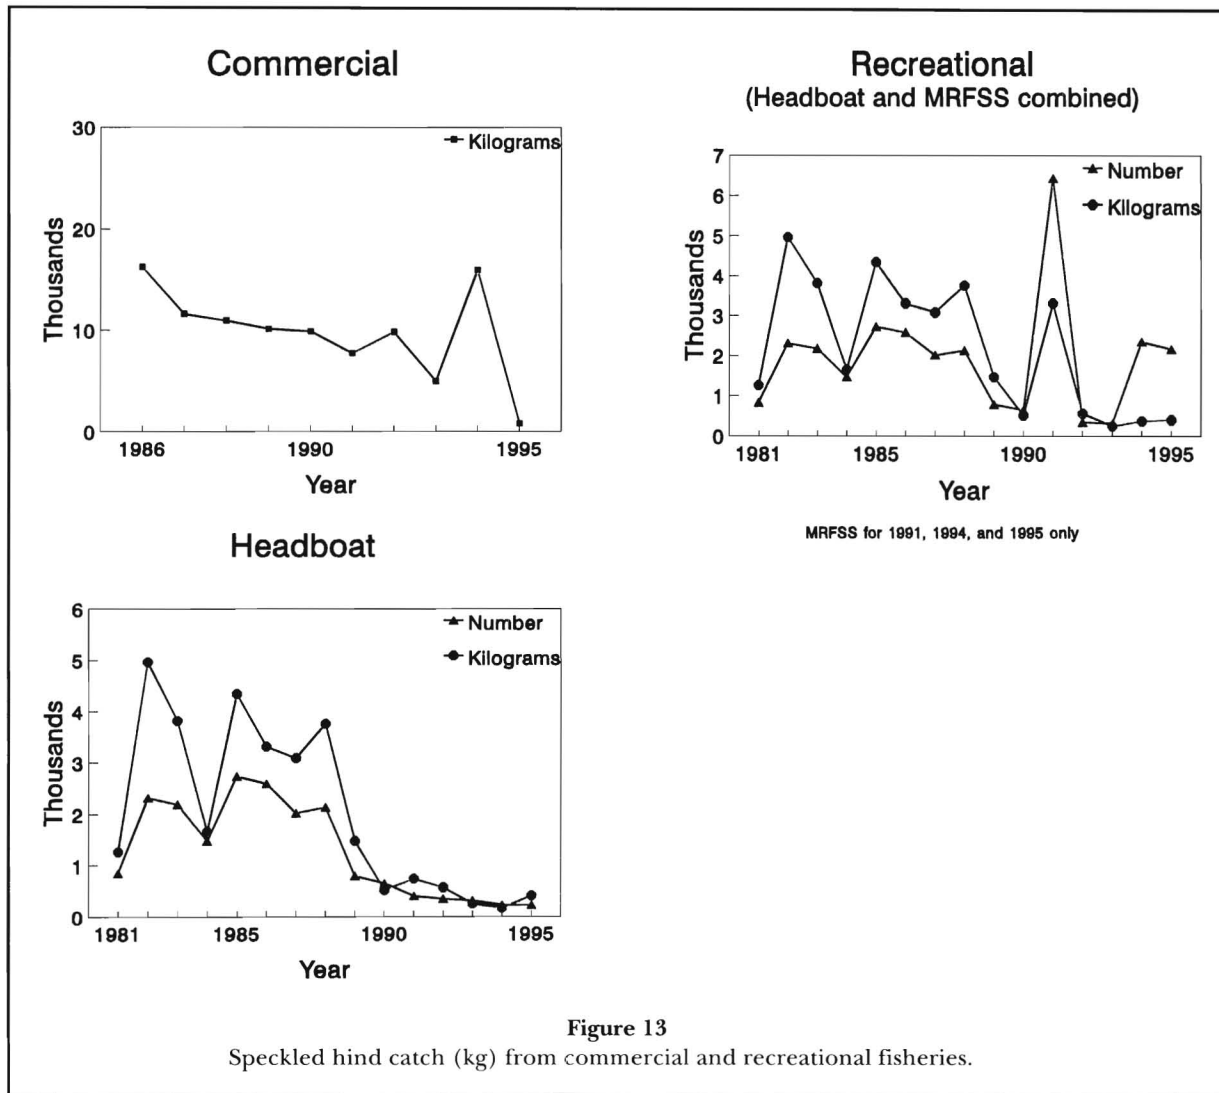 Commercial
30
20
10
0
Thousands
Kilograms
1986
1990
1995
Year
Recreational
(Headboat and MRFSS combined)
7
6
5
4
3
2
1
0
Thousands
Number
Kilograms
1981
1985
1990
1995
Year
MRFSS for 1991, 1994, and 1995 only
Headboat
6
5
4
3
2
1
0
Thousands
Number
Kilograms
1981
1985
1990
1995
Year
Figure 13
Speckled hind catch (kg) from commercial and recreational fisheries.